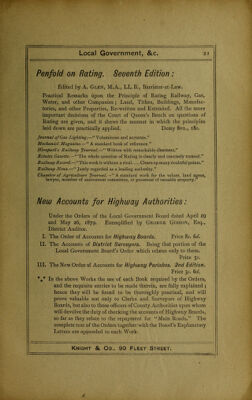 Local Government, &c.
21
Penfold on Rating. Seventh Edition :
Edited by A. GLEN, M.A., LL.B., Barrister-at-Law.
Practical Remarks upon the Principle of Rating Railway, Gas,
Water, and other Companies ; Land, Tithes, Buildings, Manufac-
tories, and other Properties, Re-written and Extended. All the more
important decisions of the Court of Queen's Bench on questions of
Rating are given, and it shews the manner in which the principles
laid down are practically applied. Demy 8vo., 18s.
Journal of Gas Lighting.—"Voluminous and accurate."
Mechanics' Magazine.—"A standard book of reference."
Herapath's Railway Journal.—"Written with remarkable clearness."
Estates Gazette.—"The whole question of Rating is clearly and concisely treated."
Railway Record.—"This work is without a rival. . . . Clears up many doubtful points."
Railway News.—"Justly regarded as a leading authority."
Chamber of Agriculture Journal.—"A standard work for the valuer, land agent,
lawyer, member of assessment committee, or possessor of rateable property."
New Accounts for Highway Authorities :
Under the Orders of the Local Government Board dated April 29
and May 26, 1879. Exemplified by GEORGE GIBSON, Esq.,
District Auditor.
I. The Order of Accounts for Highway Boards. Price 8s. 6d.
II. The Accounts of District Surveyors. Being that portion of the
Local Government Board's Order which relates only to them.
Price 5s.
III. The New Order of Accounts for Highway Parishes. 2nd Edition.
Price 3s. 6d.
*** In the above Works the use of each Book required by the Orders,
and the requisite entries to be made therein, are fully explained ;
hence they will be found to be thoroughly practical, and will
prove valuable not only to Clerks and Surveyors of Highway
Boards, but also to those officers of County Authorities upon whom
will devolve the duty of checking the accounts of Highway Boards,
so far as they relate to the repayment for "Main Roads." The
complete text of the Orders together with the Board's Explanatory
Letters are appended to each Work.
KNIGHT & CO., 90 FLEET STREET.